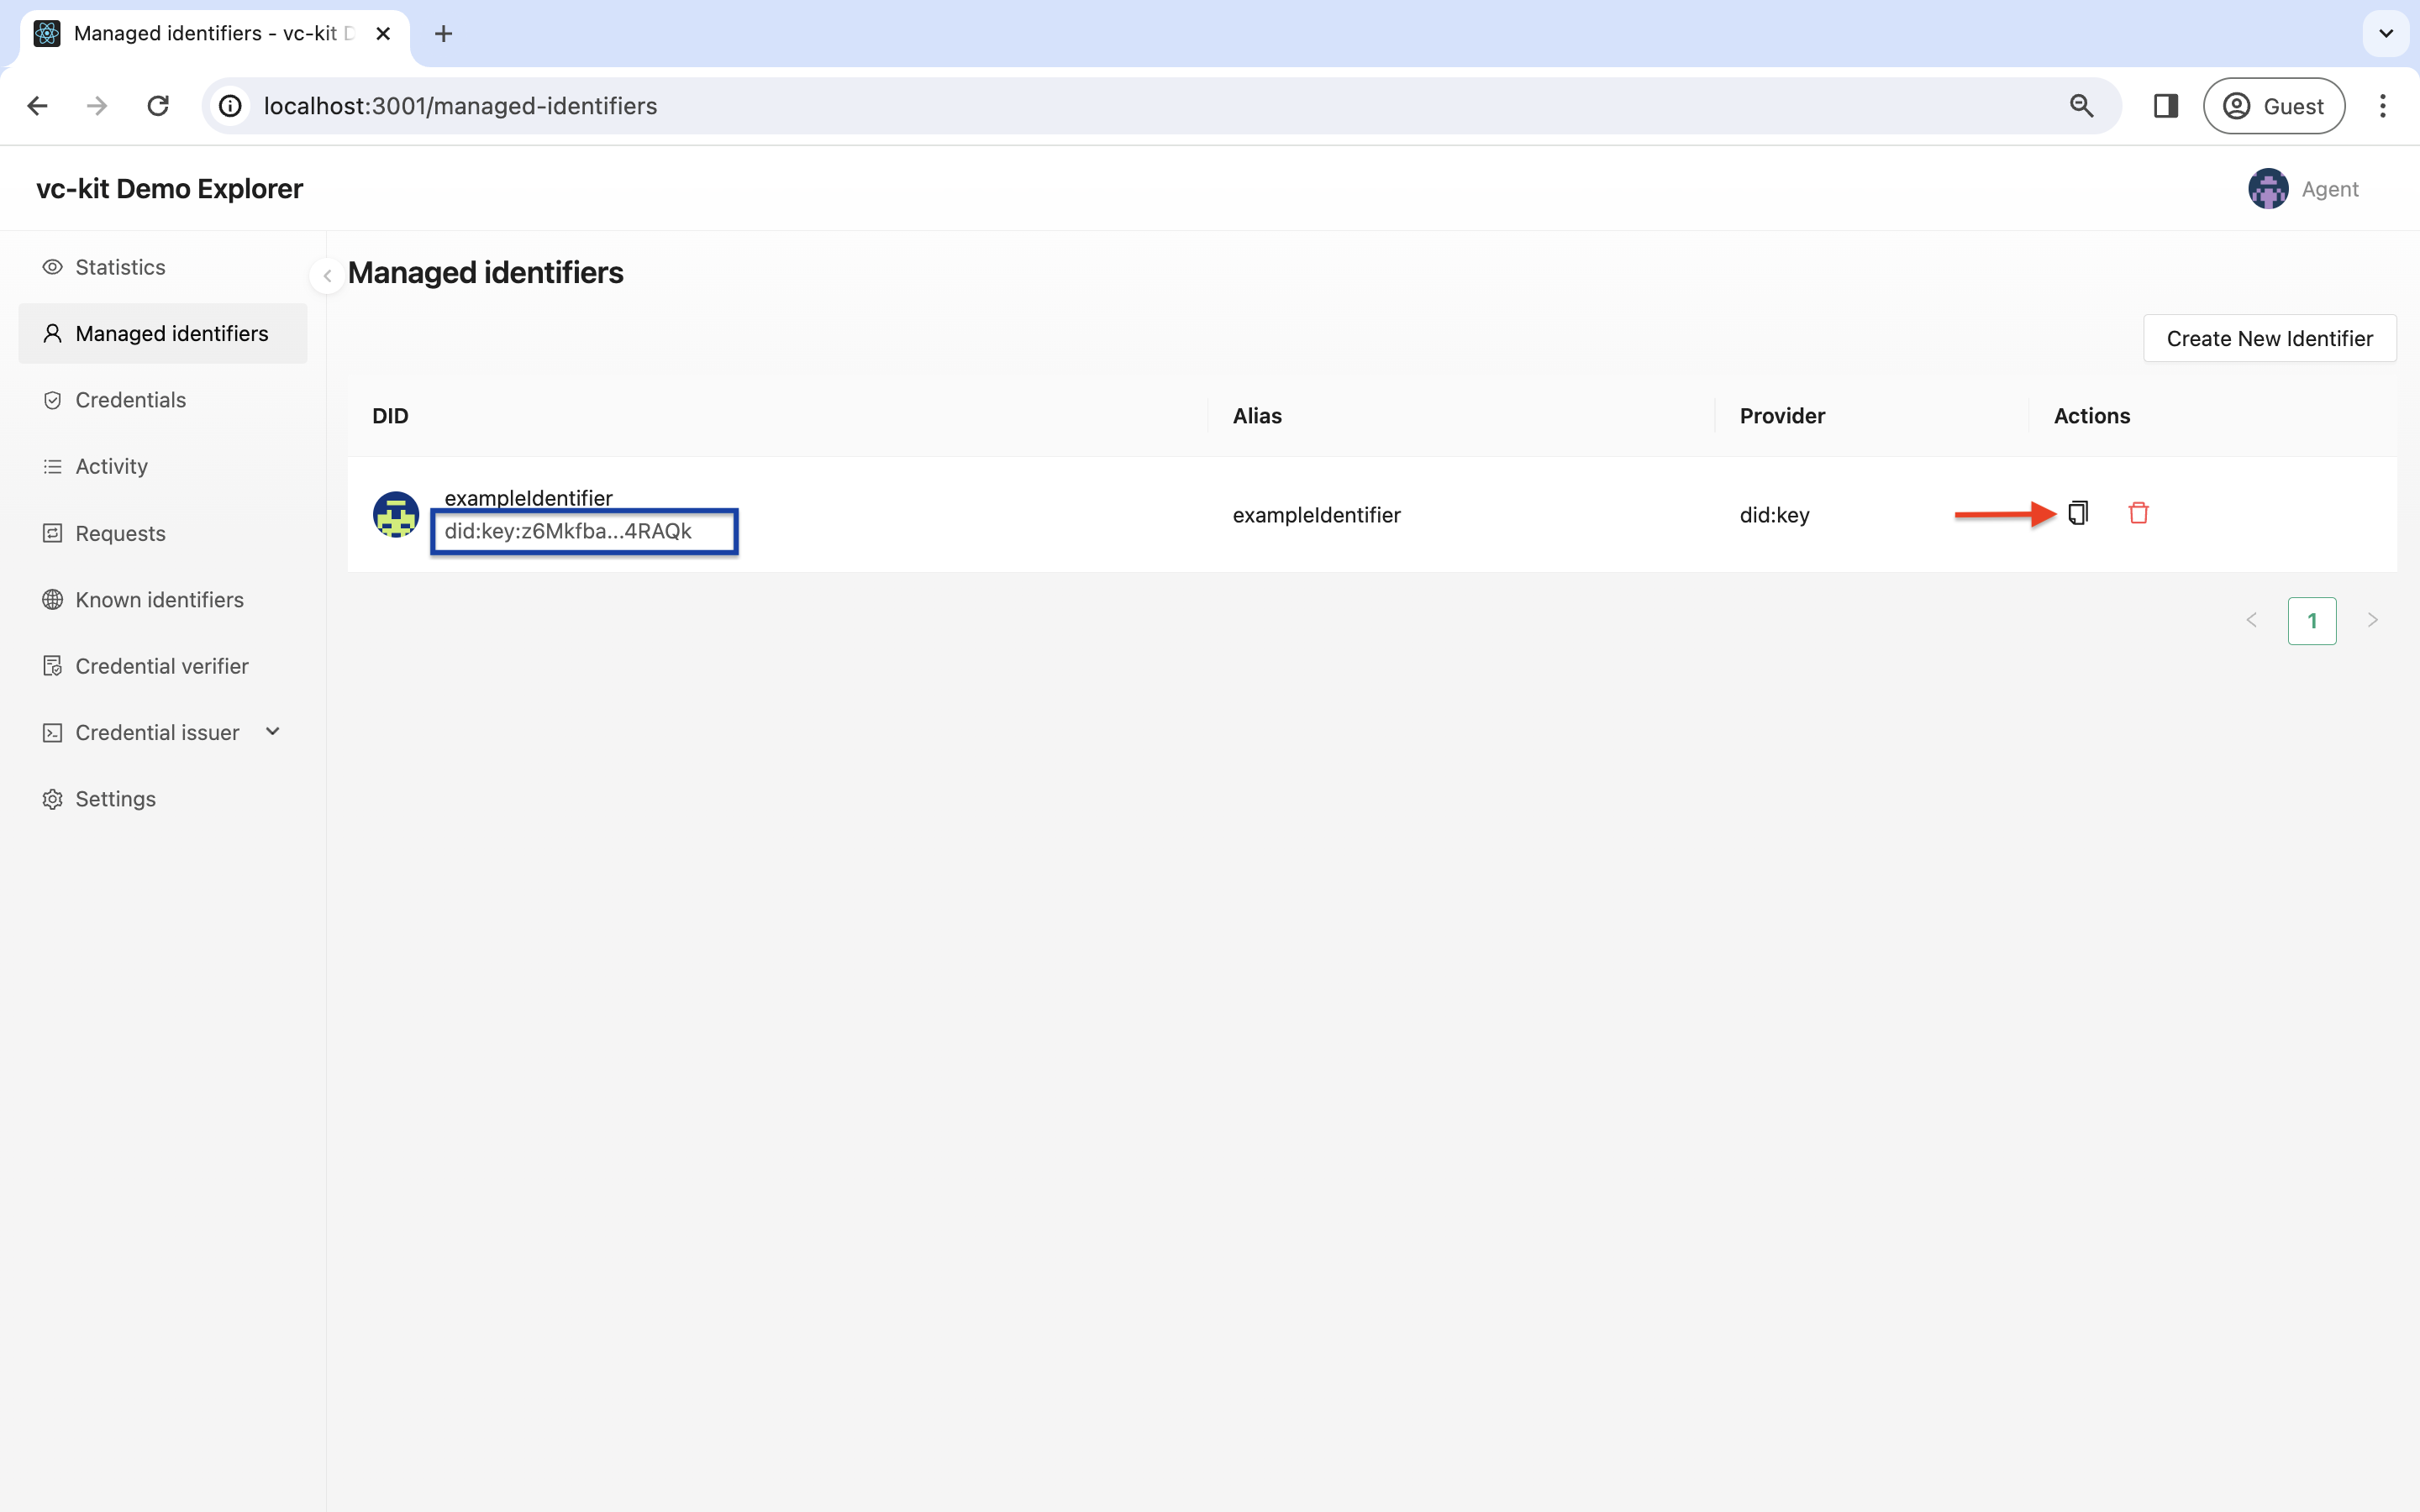 Managed identifiers - vc-kit D
localhost:3001/managed-identifiers
Guest
vc-kit Demo Explorer
Agent
Statistics
Managed identifiers
Credentials
Activity
Requests
Known identifiers
Credential verifier
Credential issuer
Settings
Managed identifiers
Create New Identifier
DID
Alias
Provider
Actions
exampleIdentifier
did:key:z6Mkfba...4RAQk
exampleIdentifier
did:key
1